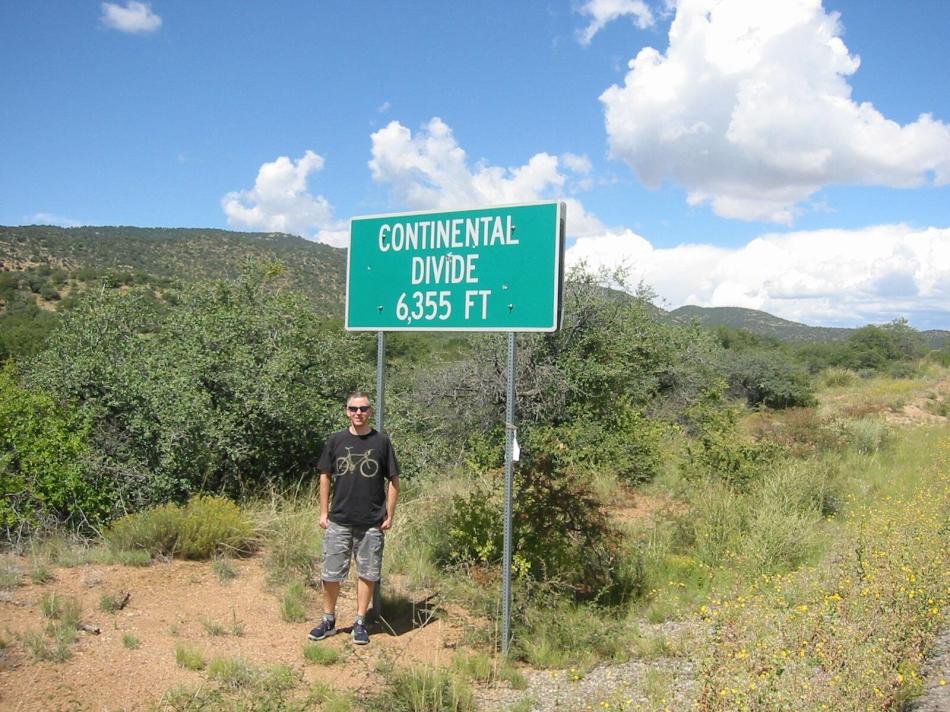 CONTINENTAL
DIVIDE
6,355 FT